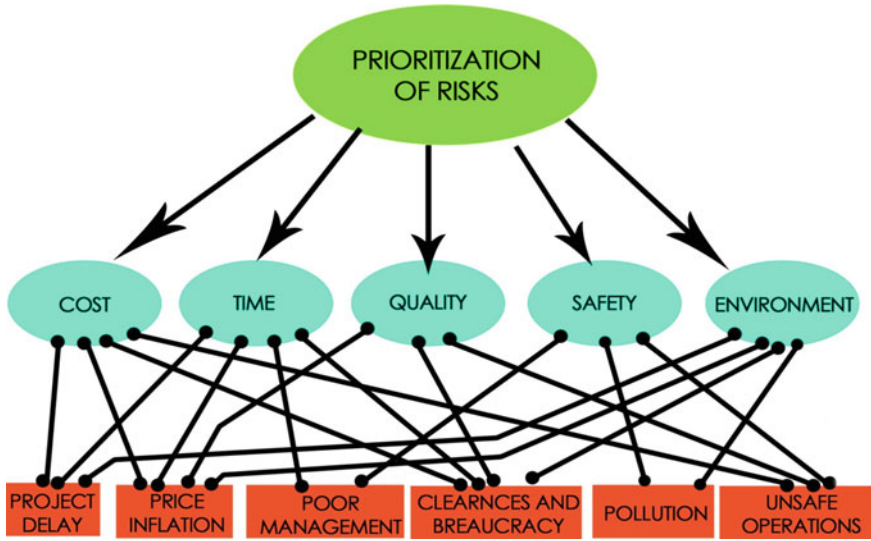 PRIORITIZATION
OF RISKS
COST
TIME
QUALITY
SAFETY
ENVIRONMENT
PROJECT
DELAY
PRICE
INFLATION
POOR
MANAGEMENT
CLEARNCES AND
BREAUCRACY
POLLUTION
UNSAFE
OPERATIONS